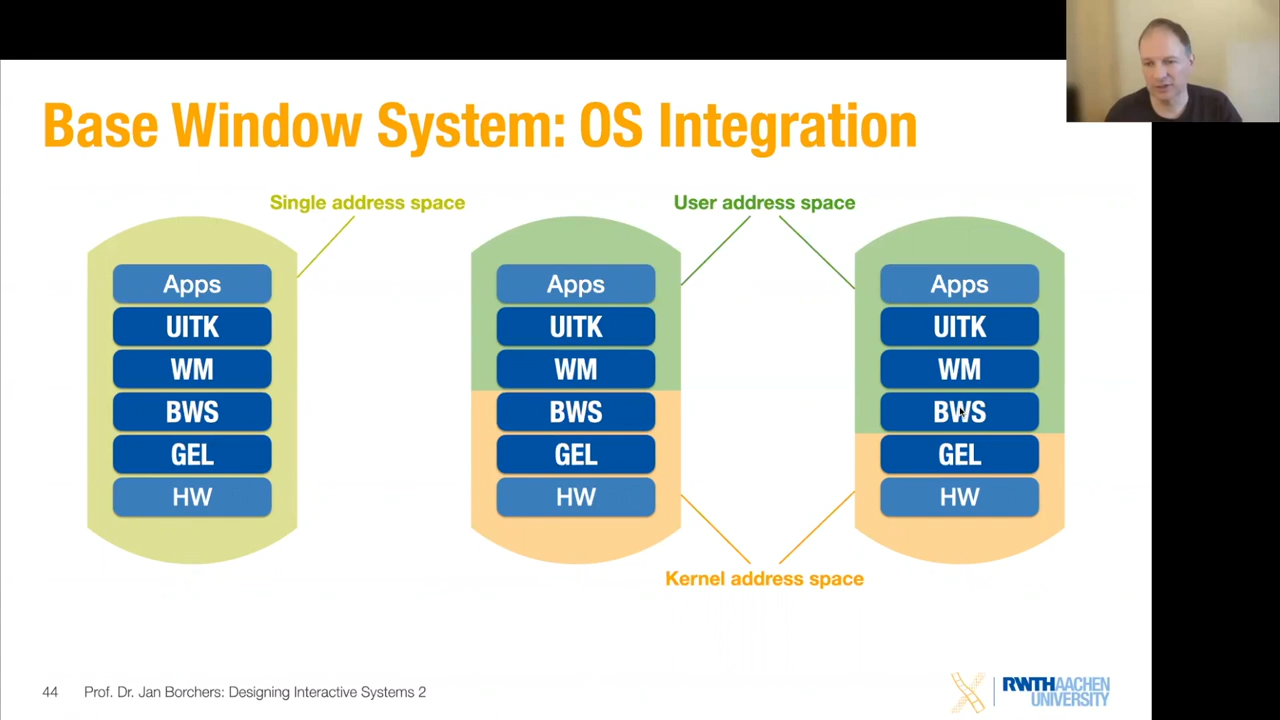 Base Window System: OS Integration
Single address space
User address space
Apps
UITK
WM
BWS
GEL
HW
Apps
UITK
WM
BWS
GEL
HW
Apps
UITK
WM
BWS
GEL
HW
Kernel address space
44 Prof. Dr. Jan Borchers: Designing Interactive Systems 2
RWTHAACHEN
UNIVERSITY